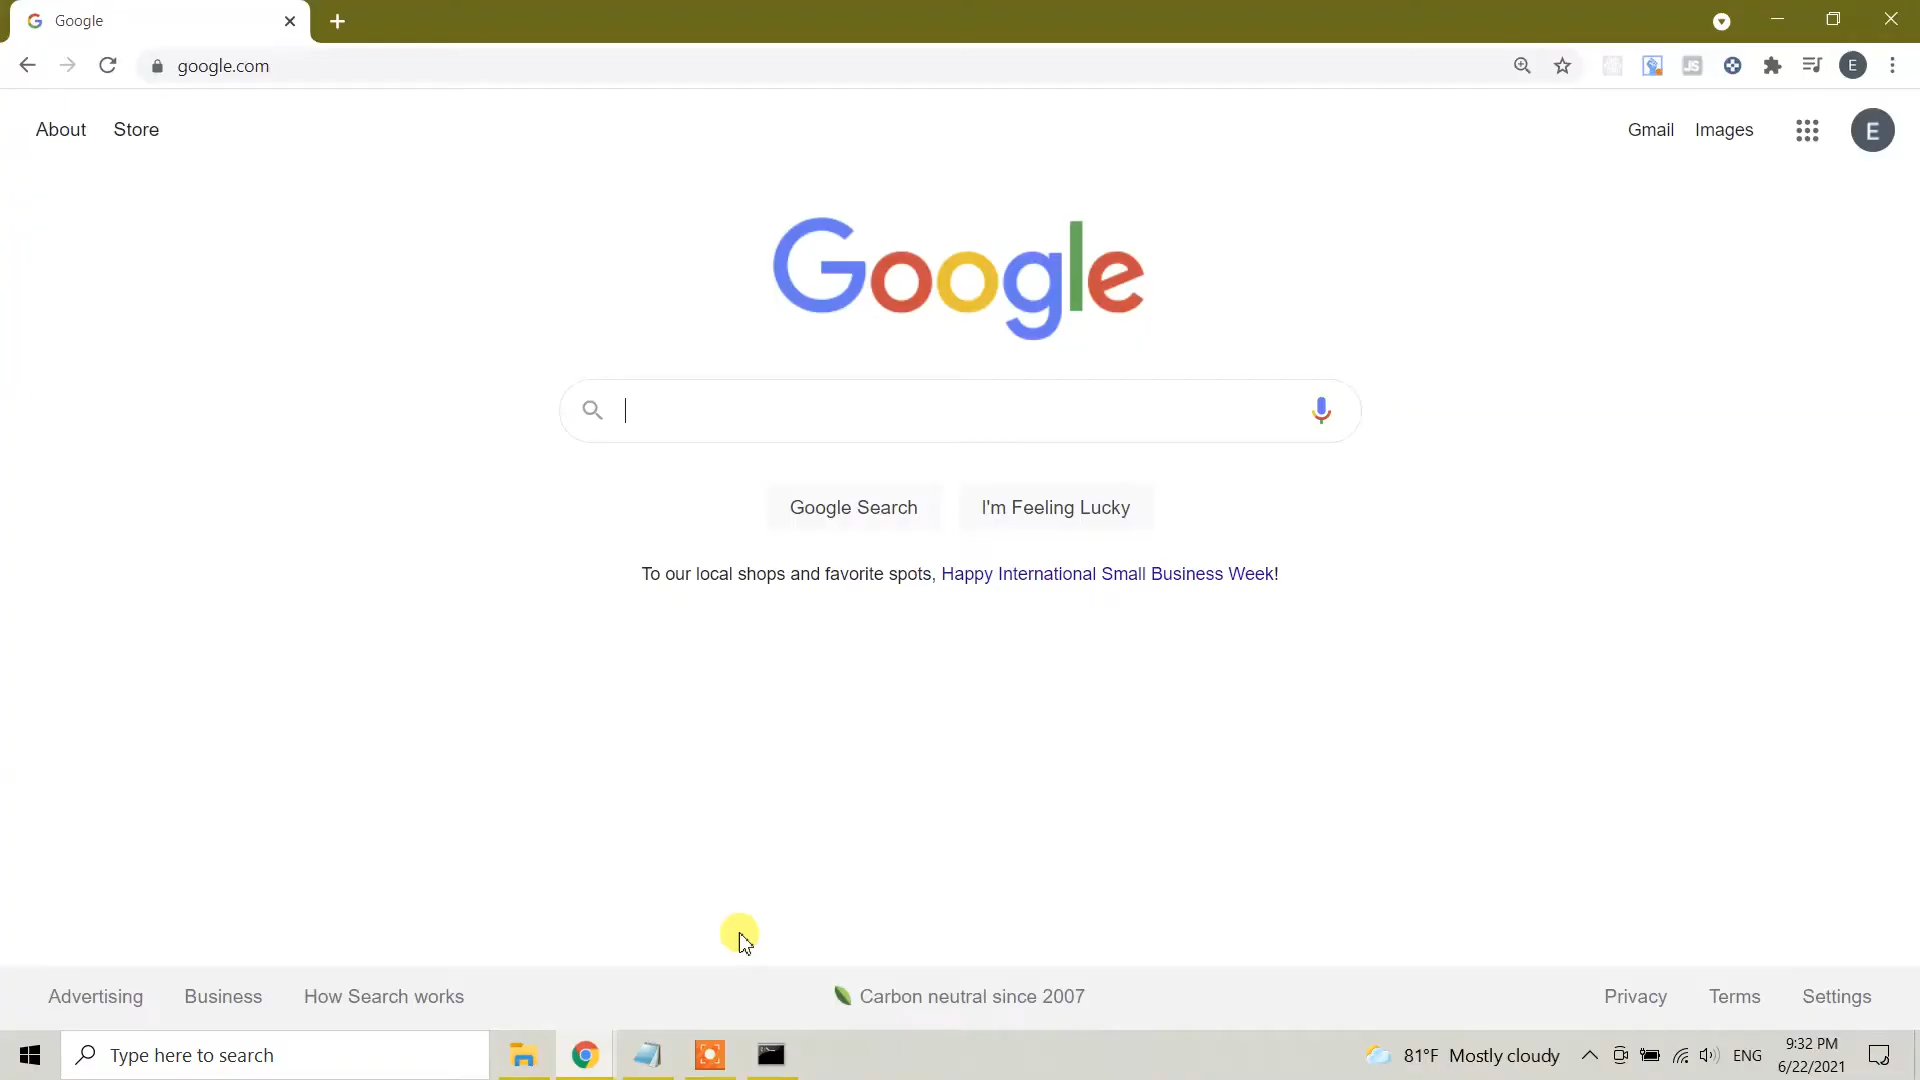 Google
google.com
E
About Store
Gmail Images
E
Google
Google Search I'm Feeling Lucky
To our local shops and favorite spots, Happy International Small Business Week!
Advertising Business How Search works
Carbon neutral since 2007
Privacy Terms Settings
Type here to search
81°F Mostly cloudy
ENG
9:32 PM
6/22/2021